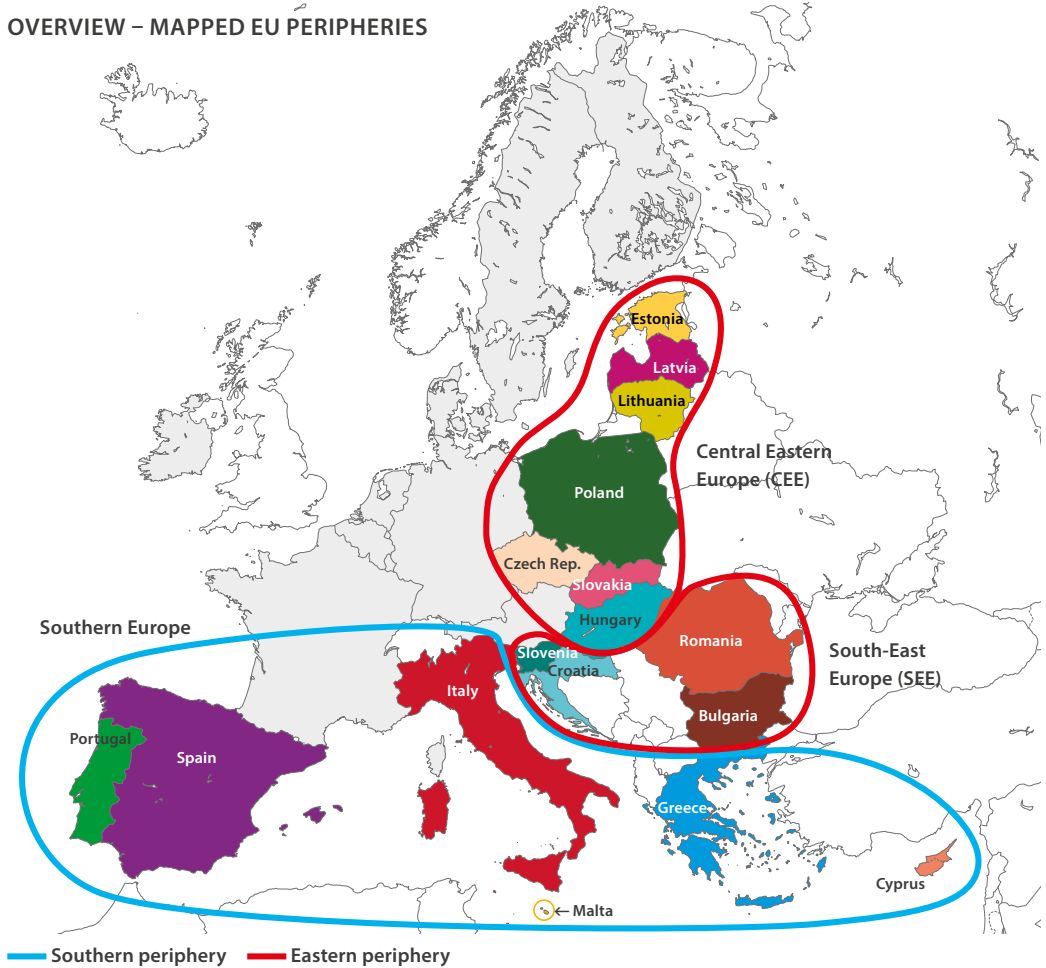 OVERVIEW – MAPPED EU PERIPHERIES
Estonia
Latvia
Lithuania
Central Eastern
Europe (CEE)
Poland
Czech Rep.
Slovakia
Hungary
Southern Europe
Romania
South-East
Europe (SEE)
Slovenia
Croatia
Italy
Bulgaria
Portugal
Spain
Greece
Cyprus
← Malta
Southern periphery
Eastern periphery